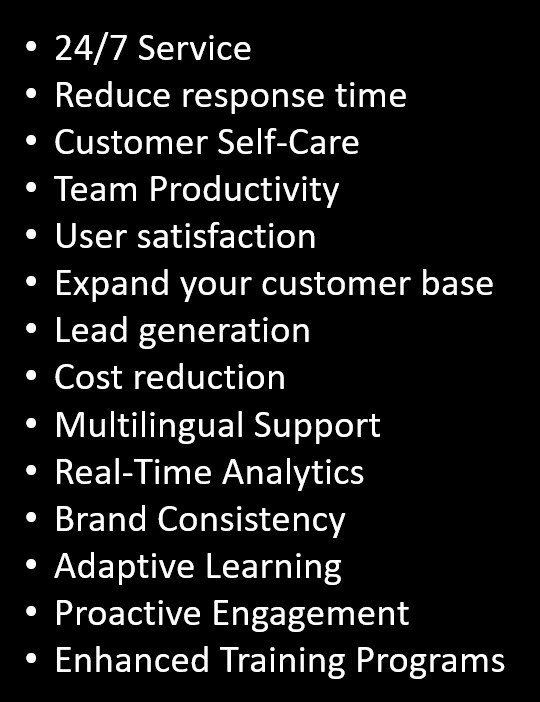 • 24/7 Service
• Reduce response time
• Customer Self-Care
• Team Productivity
• User satisfaction
• Expand your customer base
• Lead generation
• Cost reduction
• Multilingual Support
• Real-Time Analytics
• Brand Consistency
• Adaptive Learning
• Proactive Engagement
• Enhanced Training Programs